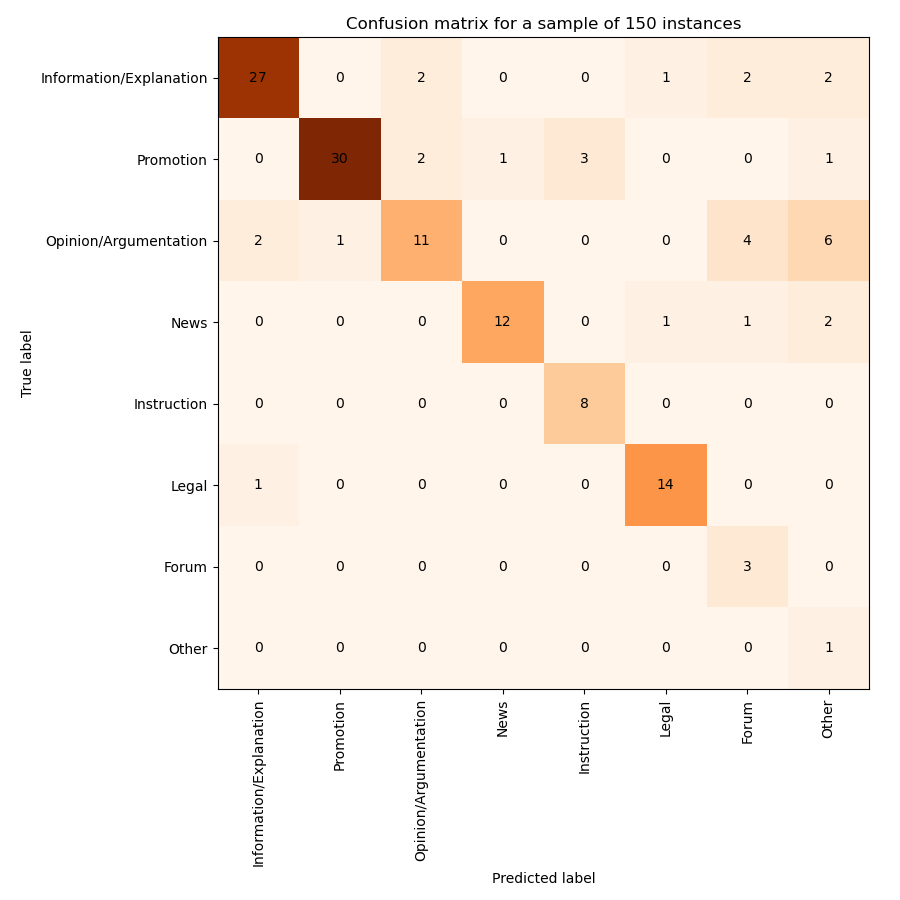 Confusion matrix for a sample of 150 instances
Information/Explanation 27 0 2 0 0 1 2 2
Promotion 0 30 2 1 3 0 0 1
Opinion/Argumentation 2 1 11 0 0 0 4 6
News 0 0 0 12 0 1 1 2
Instruction 0 0 0 0 8 0 0 0
Legal 1 0 0 0 0 14 0 0
Forum 0 0 0 0 0 0 3 0
Other 0 0 0 0 0 0 0 1
True label
Information/Explanation
Promotion
Opinion/Argumentation
News
Instruction
Legal
Forum
Other
Predicted label